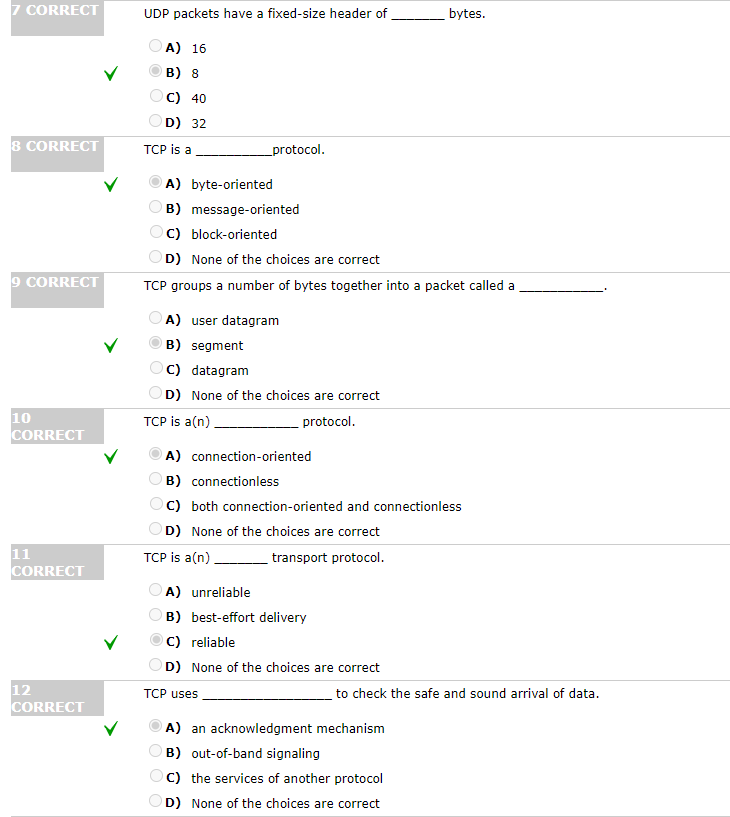 7 CORRECT
UDP packets have a fixed-size header of _______ bytes.
A) 16
B) 8
C) 40
D) 32
8 CORRECT
TCP is a __________protocol.
A) byte-oriented
B) message-oriented
C) block-oriented
D) None of the choices are correct
9 CORRECT
TCP groups a number of bytes together into a packet called a ___________.
A) user datagram
B) segment
C) datagram
D) None of the choices are correct
10
CORRECT
TCP is a(n) ___________ protocol.
A) connection-oriented
B) connectionless
C) both connection-oriented and connectionless
D) None of the choices are correct
11
CORRECT
TCP is a(n) _______ transport protocol.
A) unreliable
B) best-effort delivery
C) reliable
D) None of the choices are correct
12
CORRECT
TCP uses _________________ to check the safe and sound arrival of data.
A) an acknowledgment mechanism
B) out-of-band signaling
C) the services of another protocol
D) None of the choices are correct